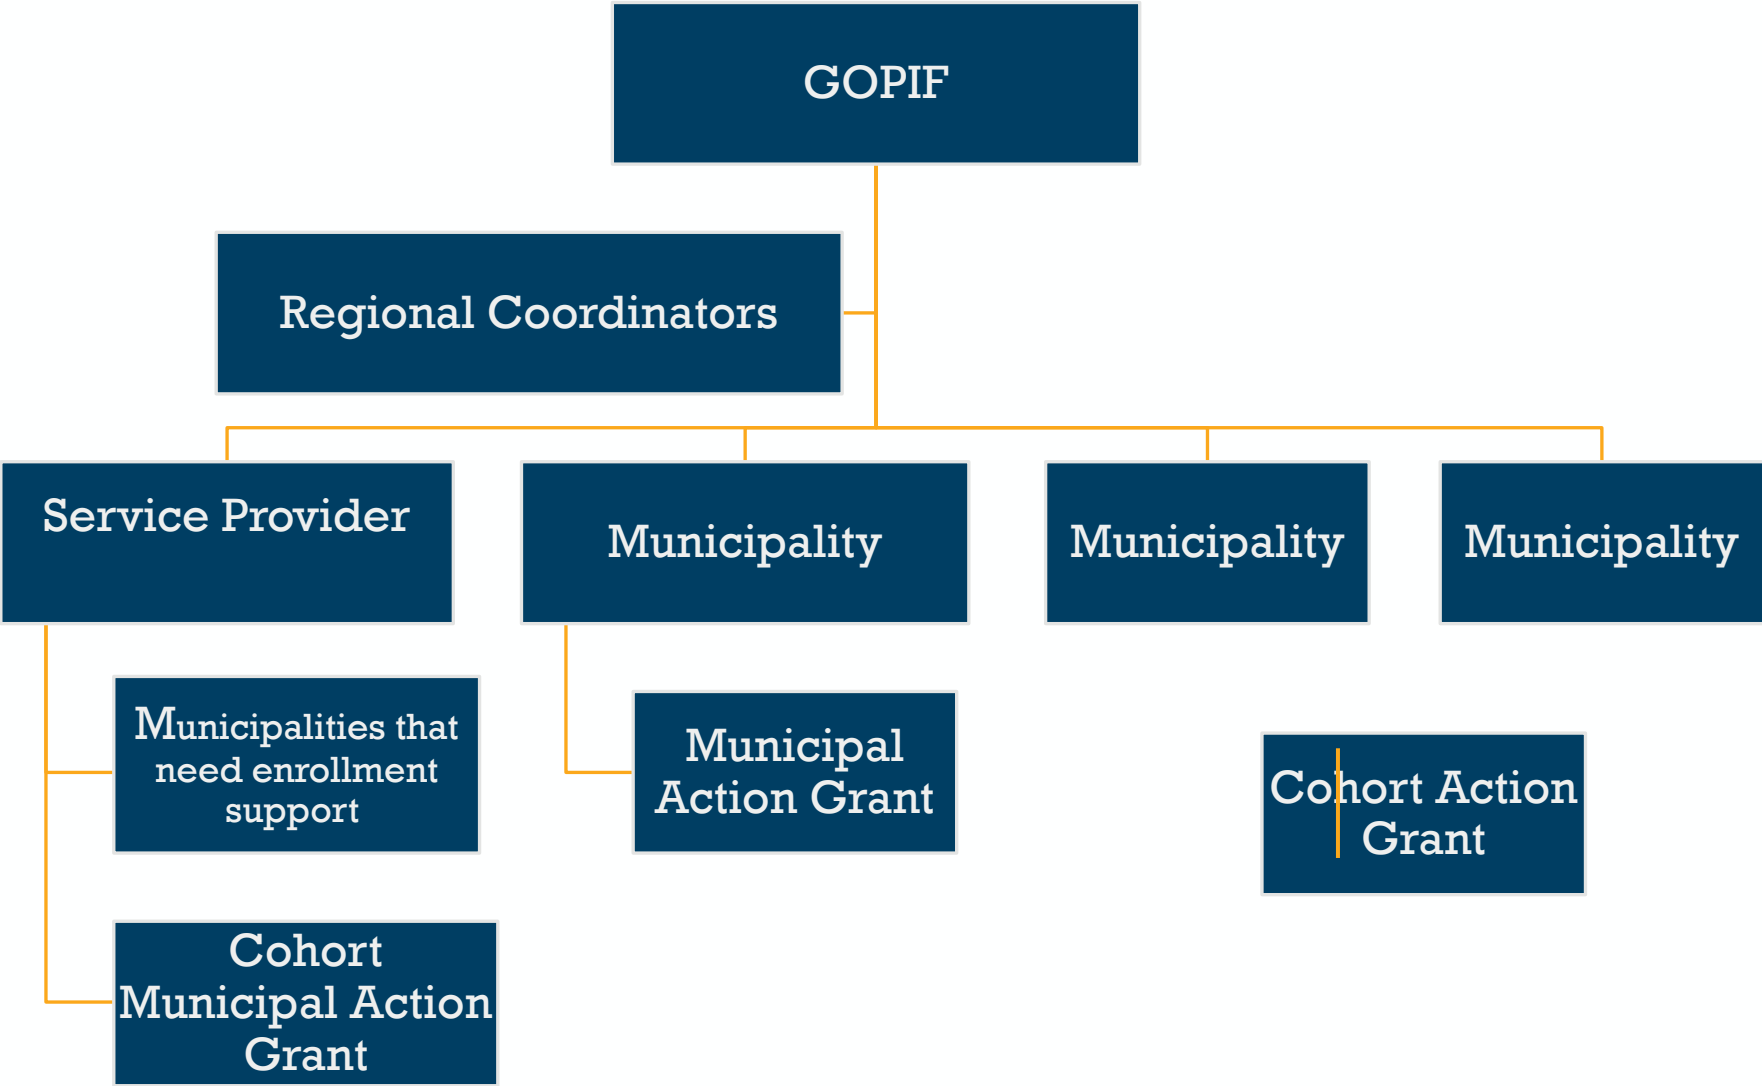 GOPIF
Regional Coordinators
Service Provider
Municipality
Municipality
Municipality
Municipalities that
need enrollment
support
Municipal
Action Grant
Cohort Action
Grant
Cohort
Municipal Action
Grant